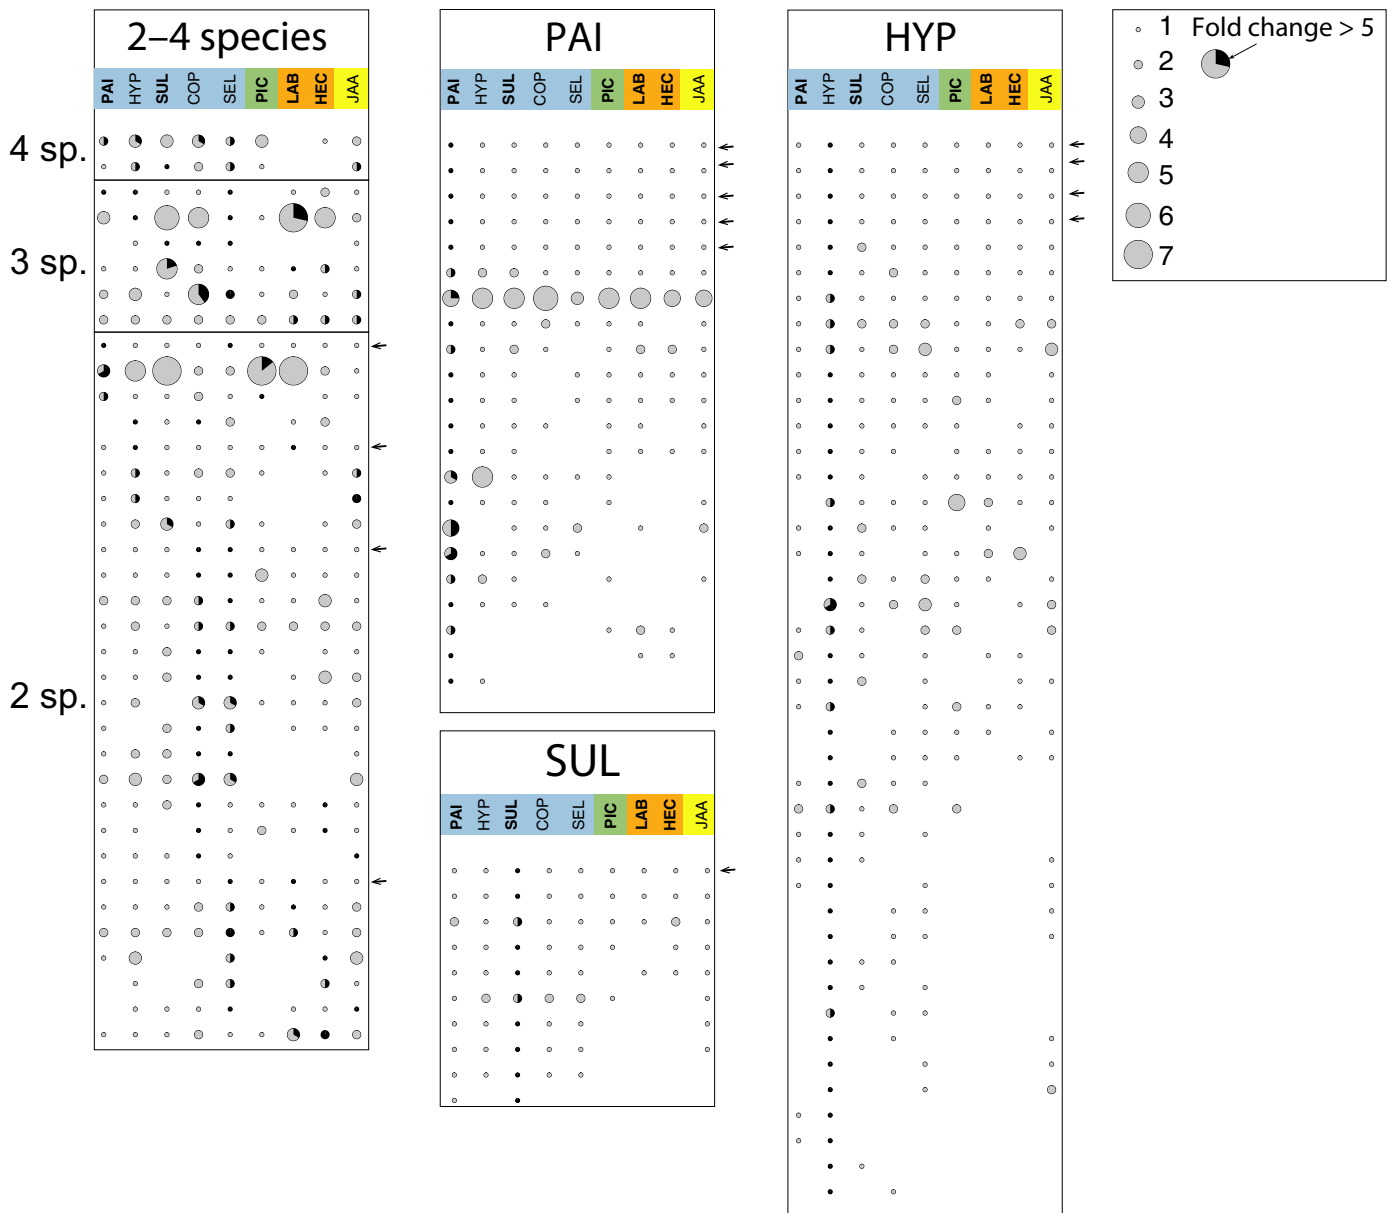 2–4 species
PAI HYP SUL COP SEL PIC LAB HEC JAA
4 sp.
3 sp.
2 sp.
PAI
PAI HYP SUL COP SEL PIC LAB HEC JAA
SUL
PAI HYP SUL COP SEL PIC LAB HEC JAA
HYP
PAI HYP SUL COP SEL PIC LAB HEC JAA
1 Fold change > 5
2
3
4
5
6
7